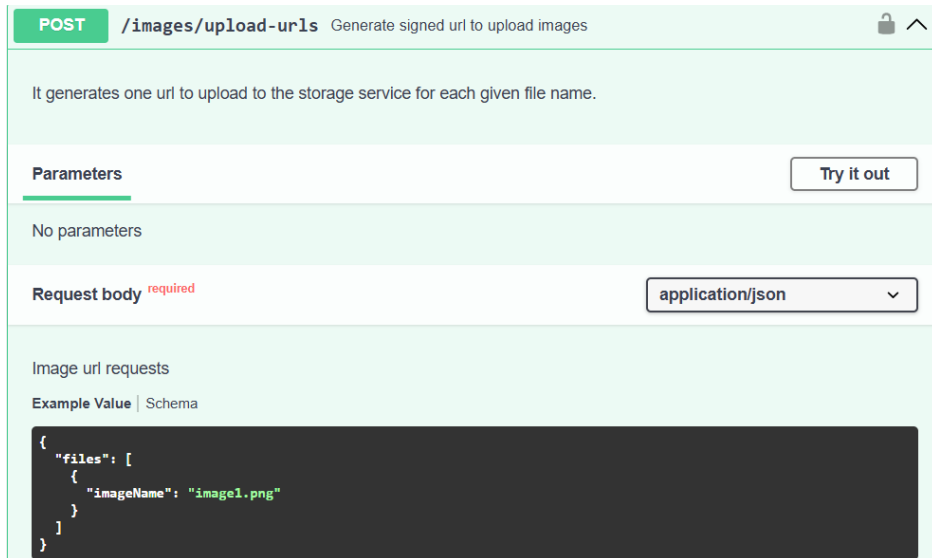 POST /images/upload-urls Generate signed url to upload images
It generates one url to upload to the storage service for each given file name.
Parameters Try it out
No parameters
Request body required application/json
Image url requests
Example Value | Schema
{
  "files": [
    {
      "imageName": "image1.png"
    }
  ]
}